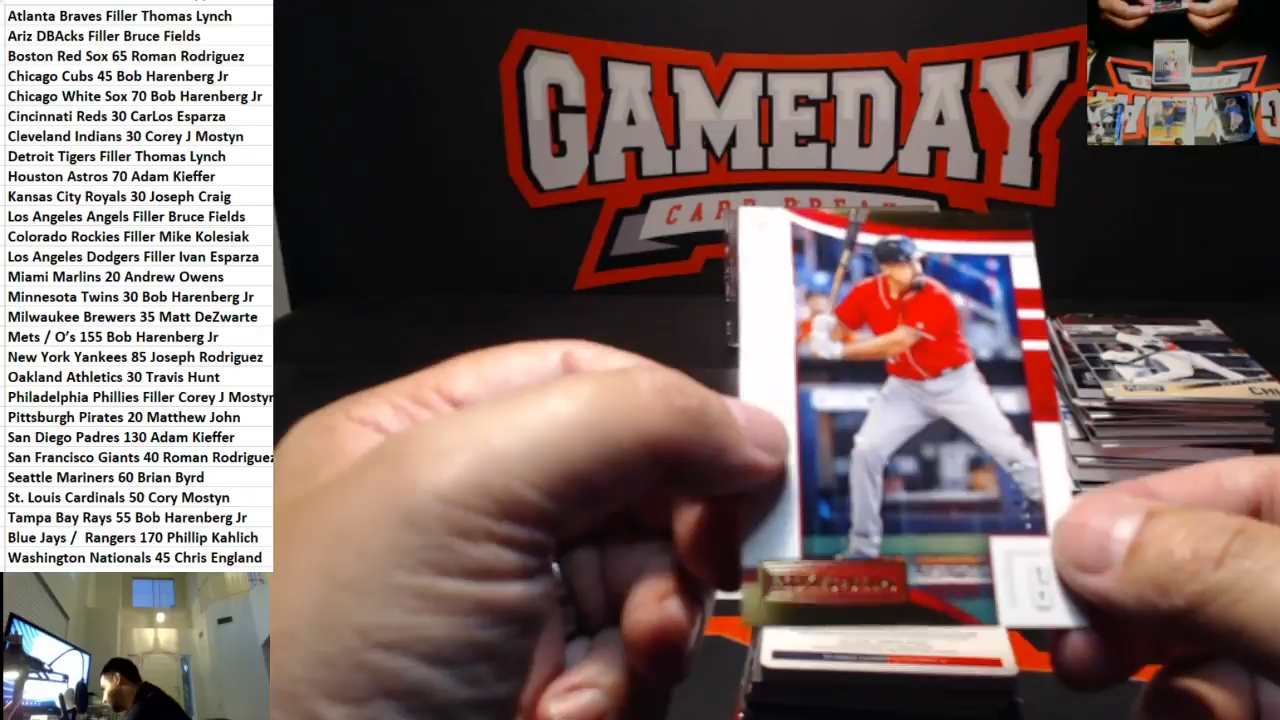 Atlanta Braves Filler Thomas Lynch
Ariz DBAcks Filler Bruce Fields
Boston Red Sox 65 Roman Rodriguez
Chicago Cubs 45 Bob Harenberg Jr
Chicago White Sox 70 Bob Harenberg Jr
Cincinnati Reds 30 CarLos Esparza
Cleveland Indians 30 Corey J Mostyn
Detroit Tigers Filler Thomas Lynch
Houston Astros 70 Adam Kieffer
Kansas City Royals 30 Joseph Craig
Los Angeles Angels Filler Bruce Fields
Colorado Rockies Filler Mike Kolesiak
Los Angeles Dodgers Filler Ivan Esparza
Miami Marlins 20 Andrew Owens
Minnesota Twins 30 Bob Harenberg Jr
Milwaukee Brewers 35 Matt DeZwarte
Mets / O's 155 Bob Harenberg Jr
New York Yankees 85 Joseph Rodriguez
Oakland Athletics 30 Travis Hunt
Philadelphia Phillies Filler Corey J Mostyn
Pittsburgh Pirates 20 Matthew John
San Diego Padres 130 Adam Kieffer
San Francisco Giants 40 Roman Rodriguez
Seattle Mariners 60 Brian Byrd
St. Louis Cardinals 50 Cory Mostyn
Tampa Bay Rays 55 Bob Harenberg Jr
Blue Jays / Rangers 170 Phillip Kahlich
Washington Nationals 45 Chris England
GAMEDAY
CARD BREAK